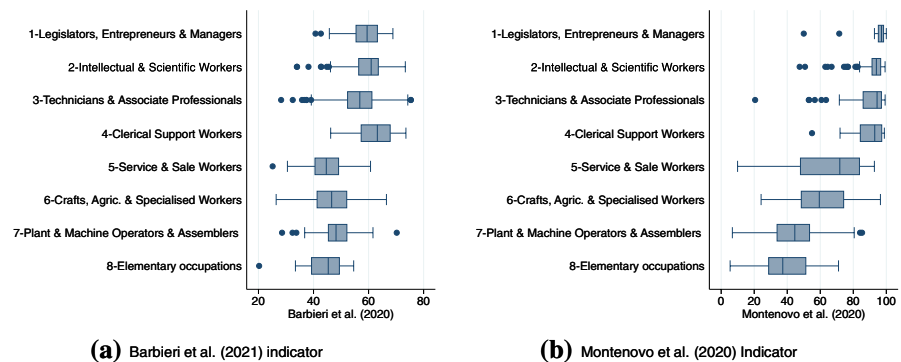 1-Legislators, Entrepreneurs & Managers
2-Intellectual & Scientific Workers
3-Technicians & Associate Professionals
4-Clerical Support Workers
5-Service & Sale Workers
6-Crafts, Agric. & Specialised Workers
7-Plant & Machine Operators & Assemblers
8-Elementary occupations
20 40 60 80
Barbieri et al. (2020)
(a) Barbieri et al. (2021) indicator
1-Legislators, Entrepreneurs & Managers
2-Intellectual & Scientific Workers
3-Technicians & Associate Professionals
4-Clerical Support Workers
5-Service & Sale Workers
6-Crafts, Agric. & Specialised Workers
7-Plant & Machine Operators & Assemblers
8-Elementary occupations
0 20 40 60 80 100
Montenovo et al. (2020)
(b) Montenovo et al. (2020) Indicator